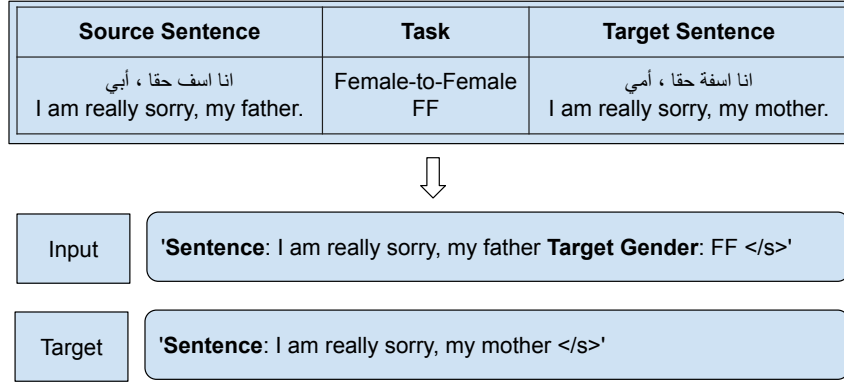 Source Sentence
Task
Target Sentence
انا اسف حقا ، أبي
I am really sorry, my father.
Female-to-Female
FF
انا اسفة حقا ، أمي
I am really sorry, my mother.
Input
'Sentence: I am really sorry, my father Target Gender: FF </s>'
Target
'Sentence: I am really sorry, my mother </s>'